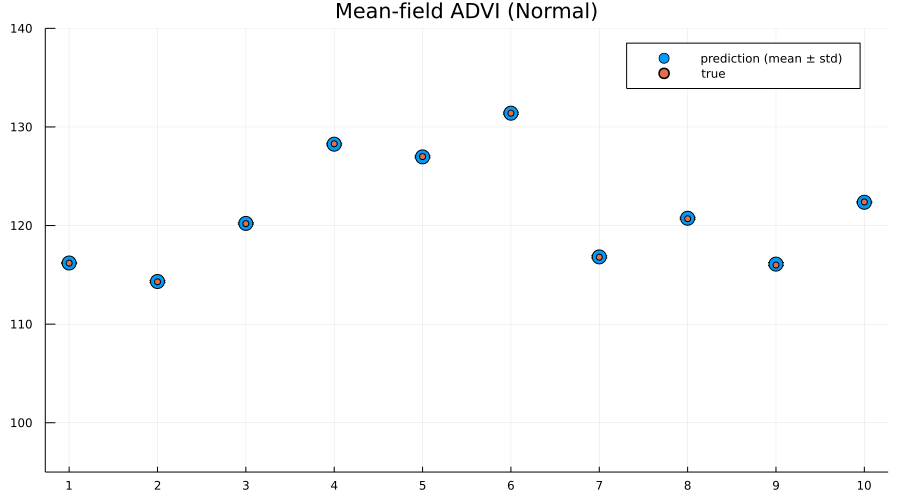 Mean-field ADVI (Normal)
140
prediction (mean ± std)
true
130
120
110
100
1 2 3 4 5 6 7 8 9 10